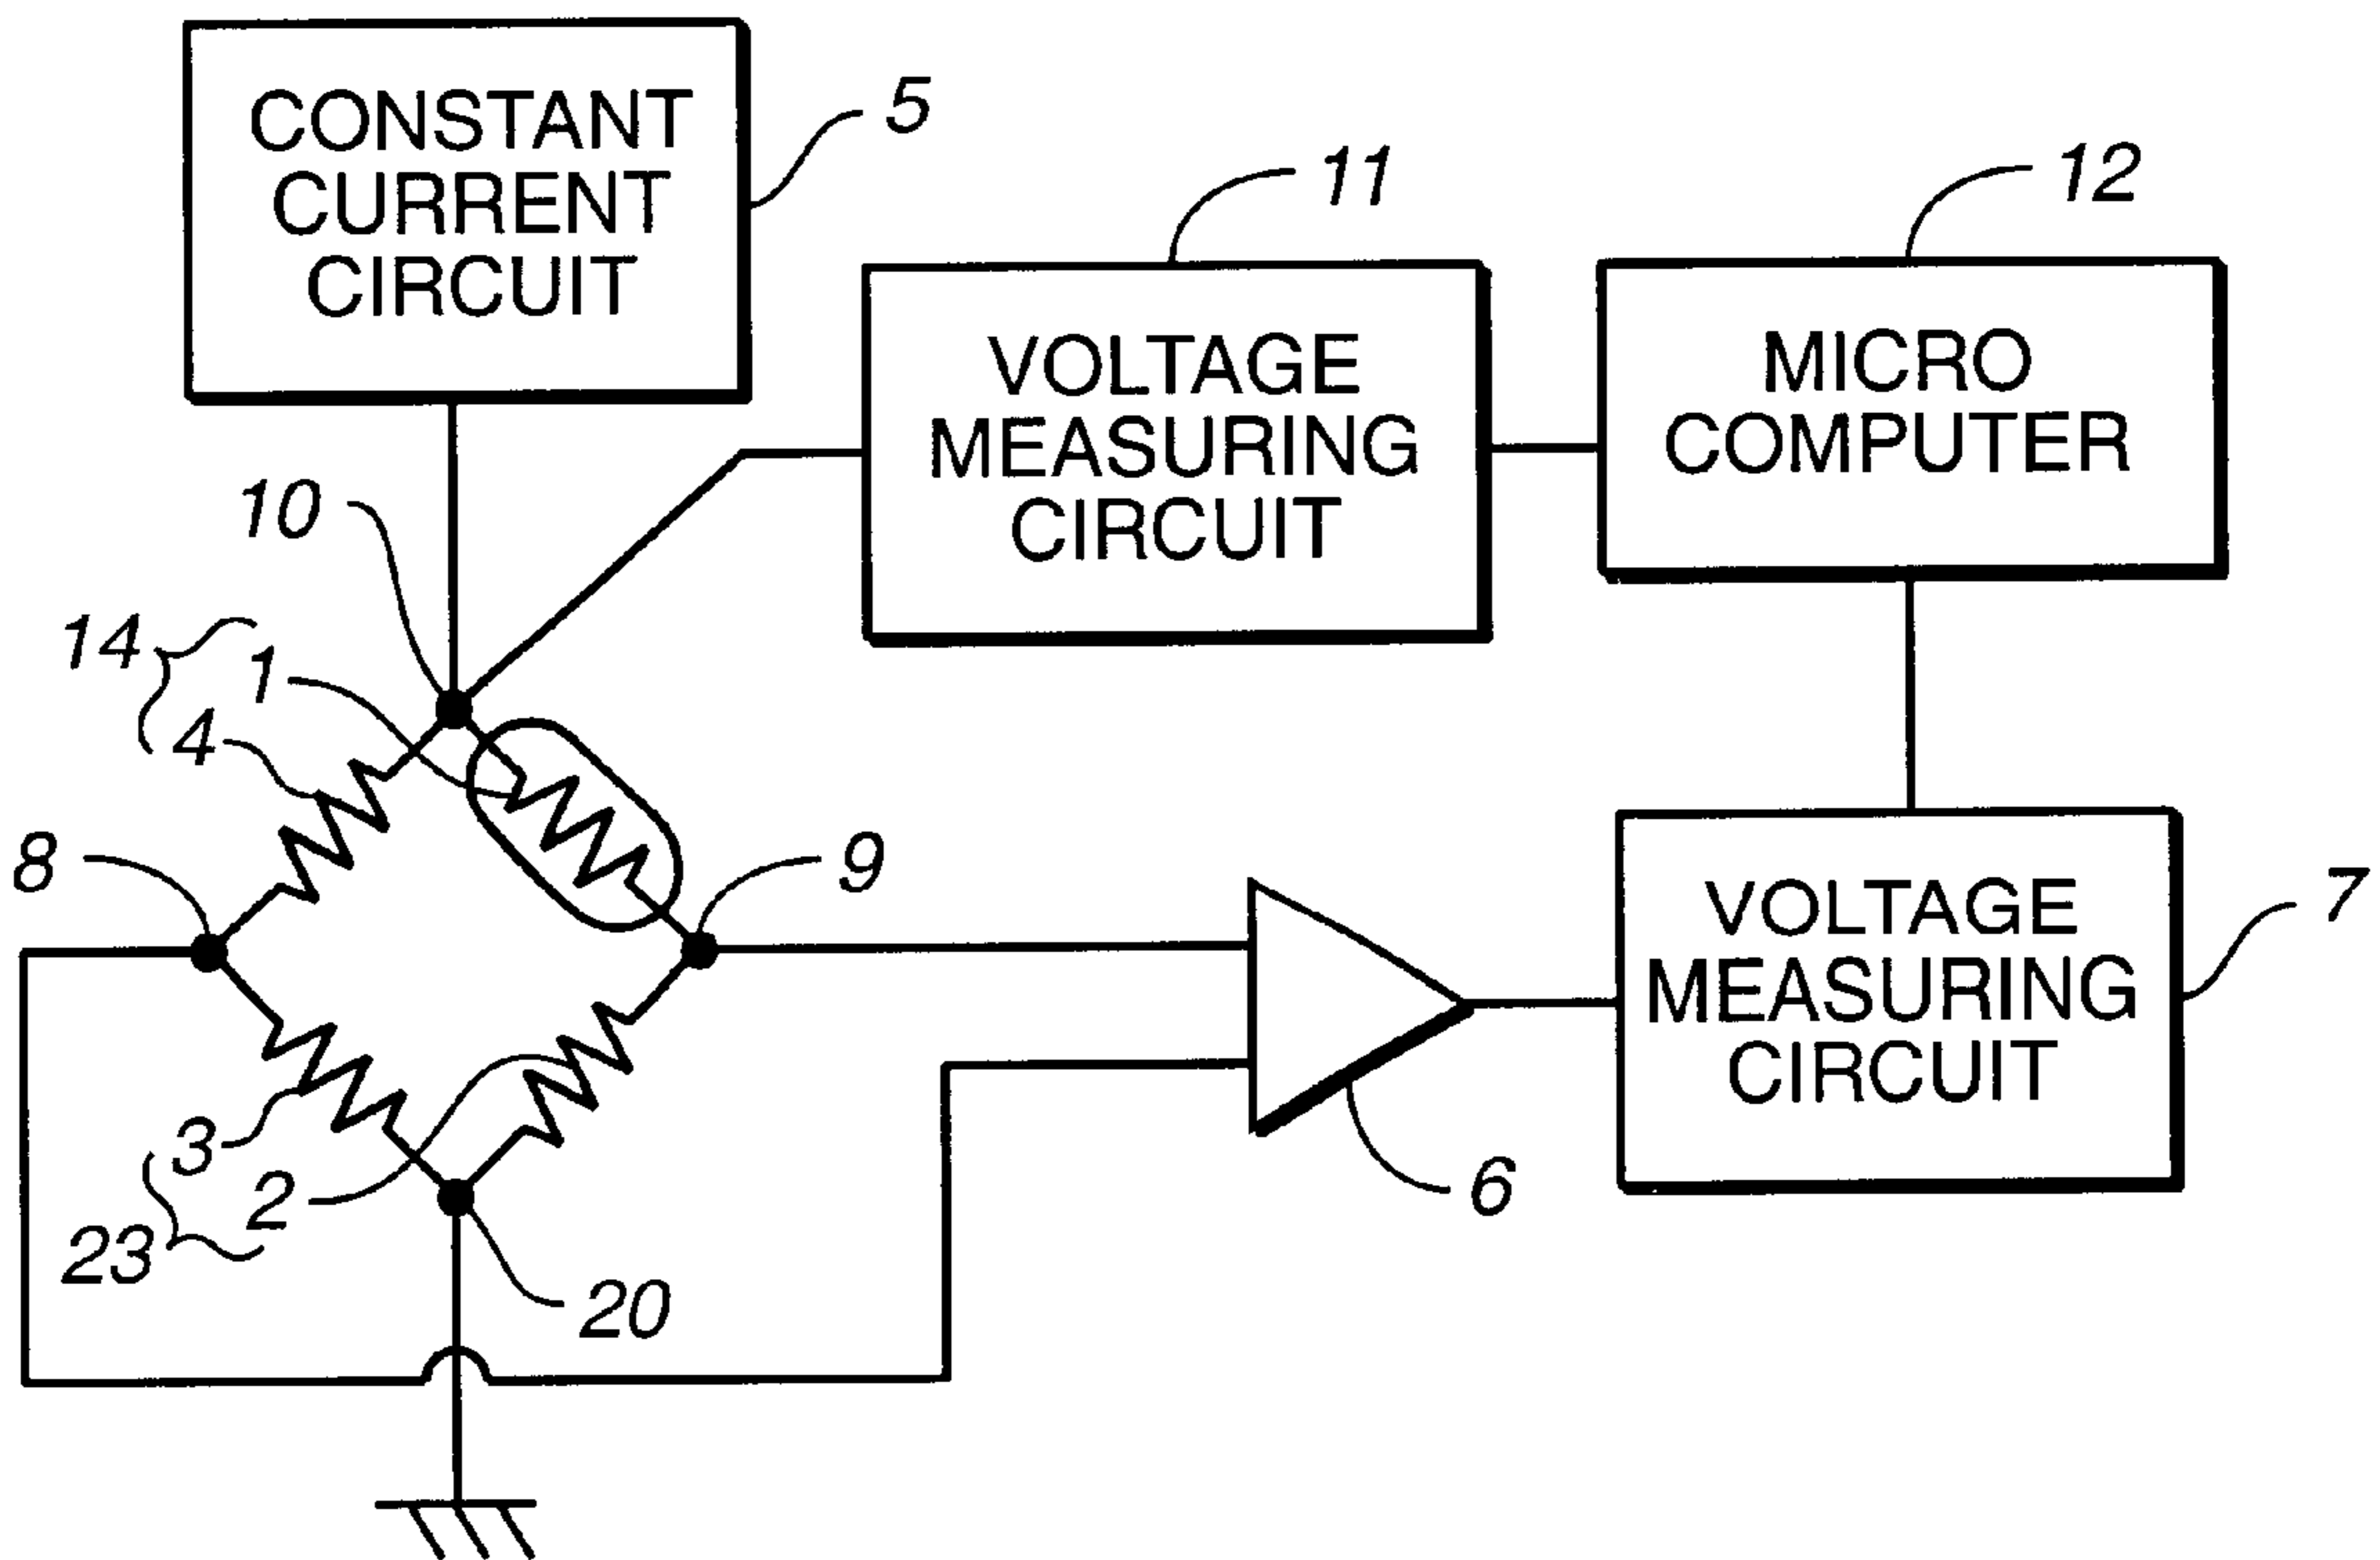 CONSTANT
CURRENT
CIRCUIT
5
11
12
VOLTAGE
MEASURING
CIRCUIT
MICRO
COMPUTER
10
14
1
4
8
9
VOLTAGE
MEASURING
CIRCUIT
7
3
2
23
6
20